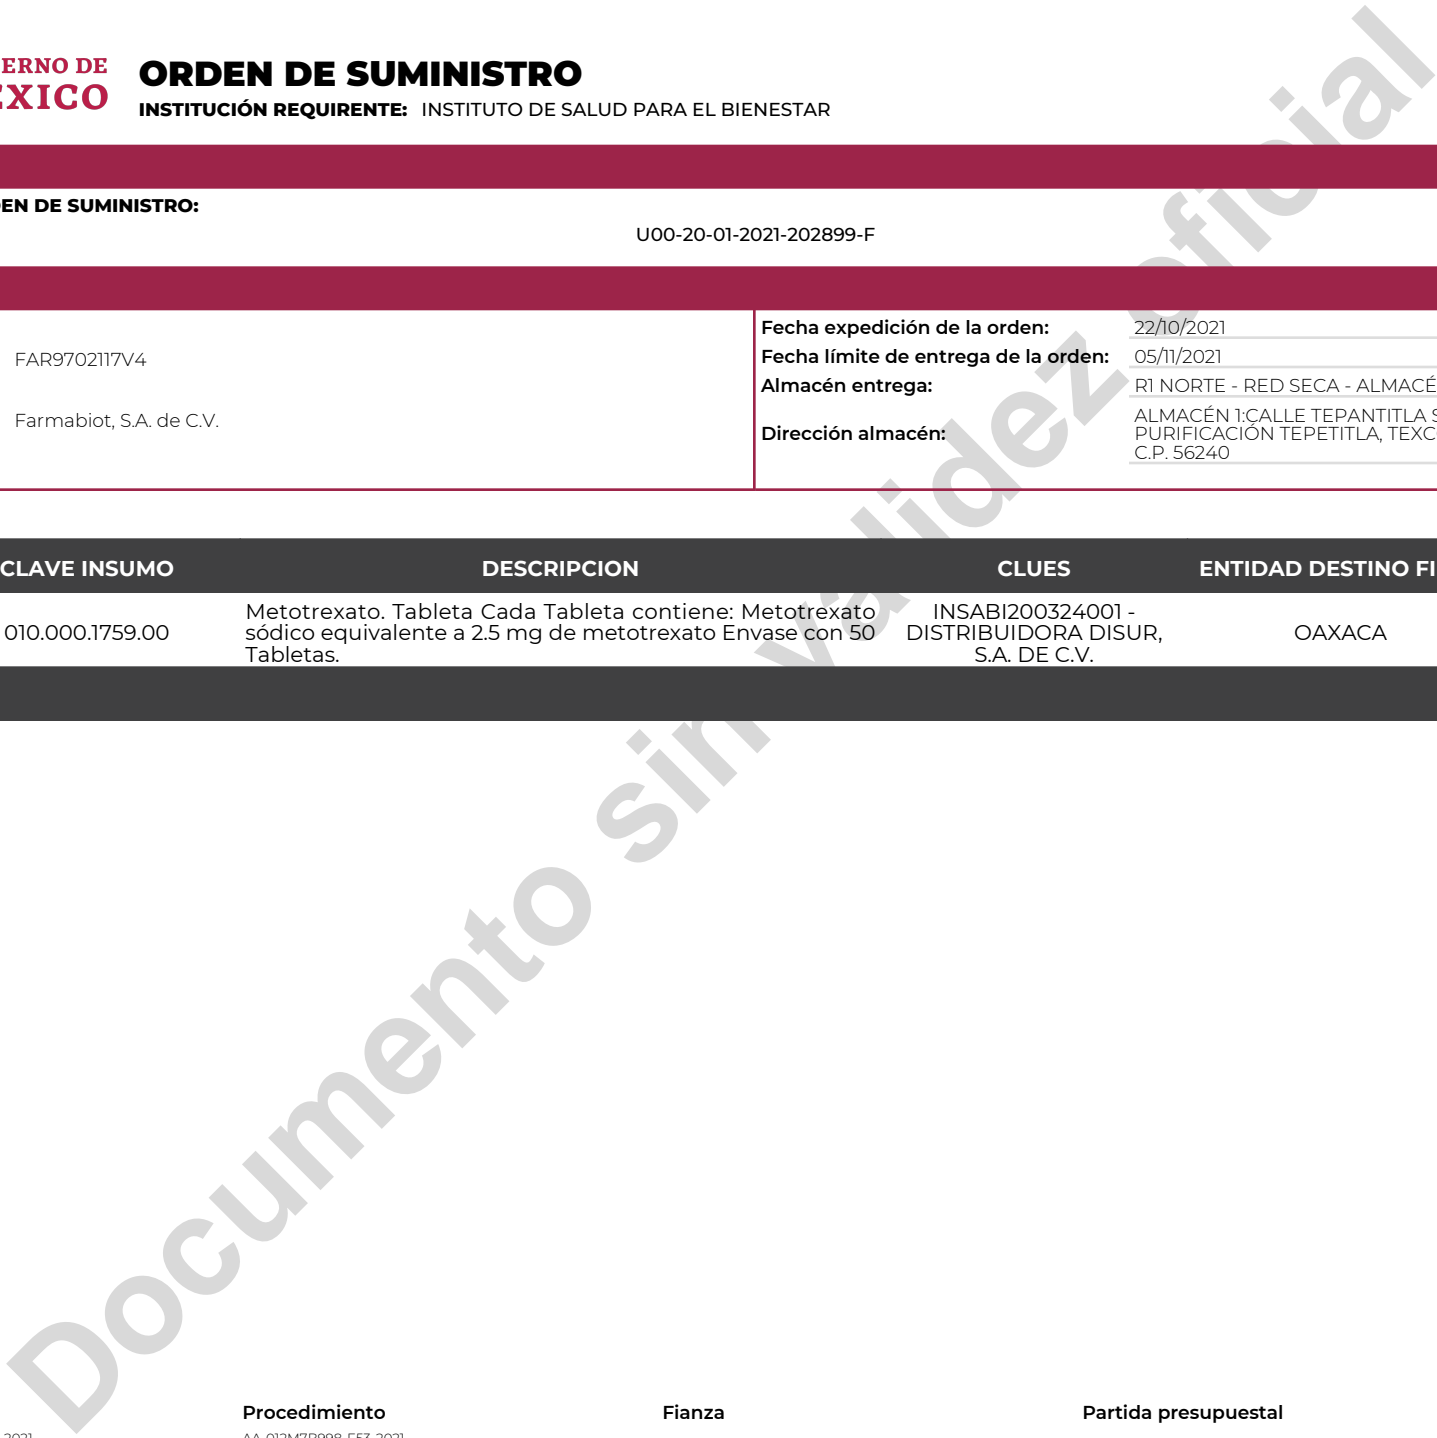 ERNO DE
ORDEN DE SUMINISTRO
INSTITUCIÓN REQUIRENTE: INSTITUTO DE SALUD PARA EL BIENESTAR
EN DE SUMINISTRO:
U00-20-01-2021-202899-F
FAR9702117V4
Farmabiot, S.A. de C.V.
Fecha expedición de la orden: 22/10/2021
Fecha límite de entrega de la orden: 05/11/2021
Almacén entrega: R1 NORTE - RED SECA - ALMACÉ
Dirección almacén: ALMACÉN 1:CALLE TEPANTITLA S
PURIFICACIÓN TEPETITLA, TEXC
C.P. 56240
CLAVE INSUMO DESCRIPCION CLUES ENTIDAD DESTINO FI
010.000.1759.00
Metotrexato. Tableta Cada Tableta contiene: Metotrexato
sódico equivalente a 2.5 mg de metotrexato Envase con 50
Tabletas.
INSABI200324001 -
DISTRIBUIDORA DISUR,
S.A. DE C.V.
OAXACA
Documento sin validez oficial
Procedimiento Fianza Partida presupuestal